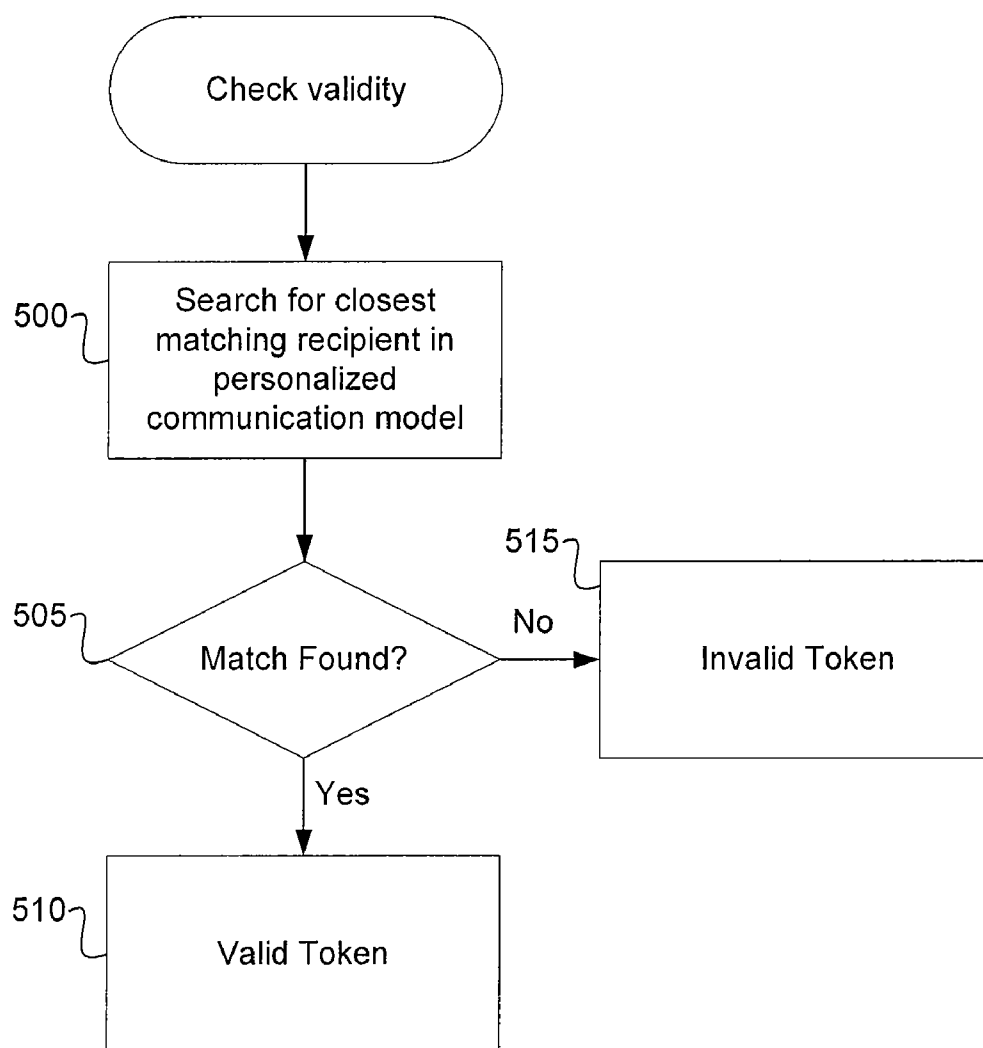 Check validity
500
Search for closest
matching recipient in
personalized
communication model
515
505
Match Found?
No
Invalid Token
Yes
510
Valid Token